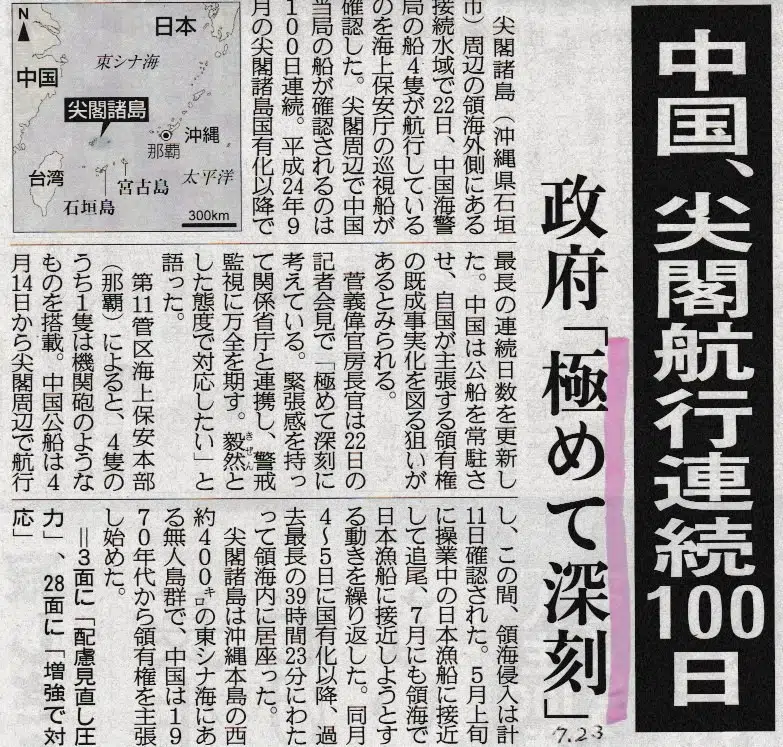 中国、尖閣航行連続100日
政府「極めて深刻」
7.23
尖閣諸島（沖縄県石垣
市）周辺の領海外側にある
接続水域で22日、中国海警
局の船4隻が航行している
のを海上保安庁の巡視船が
確認した。尖閣周辺で中国
当局の船が確認されるのは
100日連続。平成24年9
月の尖閣諸島国有化以降で
最長の連続日数を更新し
た。中国は公船を常駐さ
せ、自国が主張する領有権
の既成事実化を図る狙いが
あるとみられる。
菅義偉官房長官は22日の
記者会見で「極めて深刻に
考えている。緊張感を持っ
て関係省庁と連携し、警戒
監視に万全を期す。毅然と
きぜん
した態度で対応したい」と
語った。
第11管区海上保安本部
（那覇）によると、4隻の
うち1隻は機関砲のような
ものを搭載。中国公船は4
月14日から尖閣周辺で航行
し、この間、領海侵入は計
11日確認された。5月上旬
に操業中の日本漁船に接近
して追尾、7月にも領海で
日本漁船に接近しようとす
る動きを繰り返した。同月
4〜5日に国有化以降、過
去最長の39時間23分にわた
って領海内に居座った。
尖閣諸島は沖縄本島の西
約400㌔の東シナ海にあ
る無人島群で、中国は19
70年代から領有権を主張
し始めた。
＝3面に「配慮見直し圧
力」、28面に「増強で対
応」
N
日本
中国
東シナ海
尖閣諸島
沖縄
那覇
台湾
宮古島
太平洋
石垣島
300km